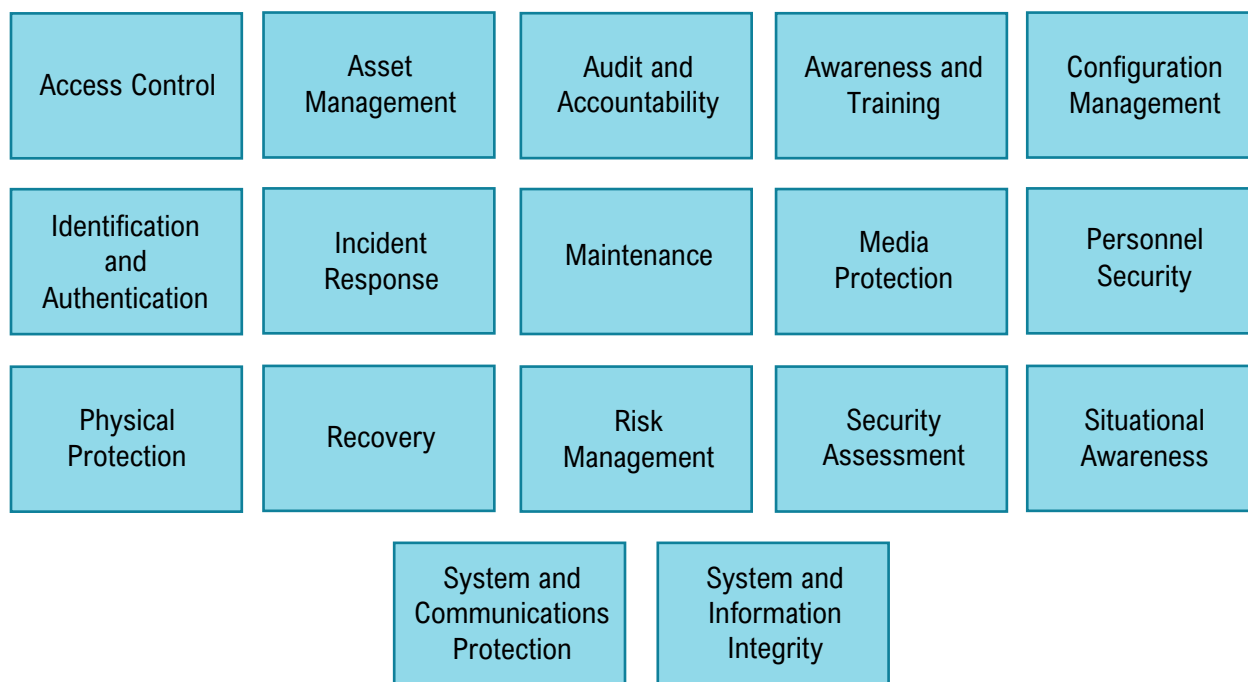 Access Control
Asset
Management
Audit and
Accountability
Awareness and
Training
Configuration
Management
Identification
and
Authentication
Incident
Response
Maintenance
Media
Protection
Personnel
Security
Physical
Protection
Recovery
Risk
Management
Security
Assessment
Situational
Awareness
System and
Communications
Protection
System and
Information
Integrity